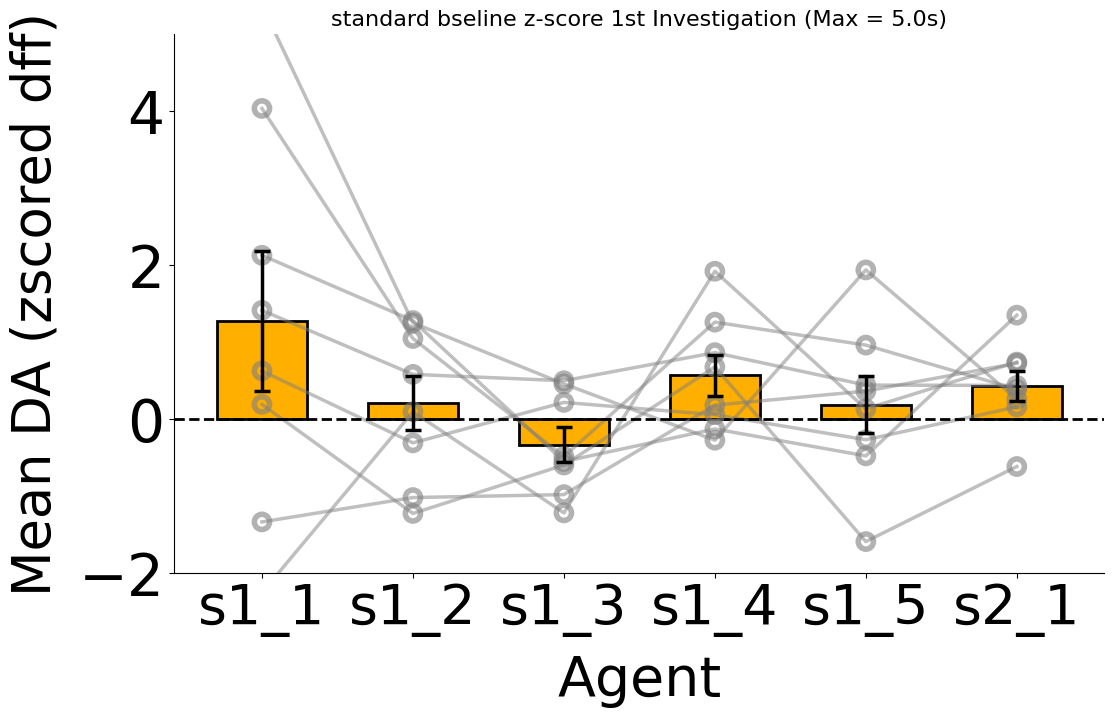 standard bseline z-score 1st Investigation (Max = 5.0s)
Mean DA (zscored dff)
4
2
0
−2
s1_1 s1_2 s1_3 s1_4 s1_5 s2_1
Agent